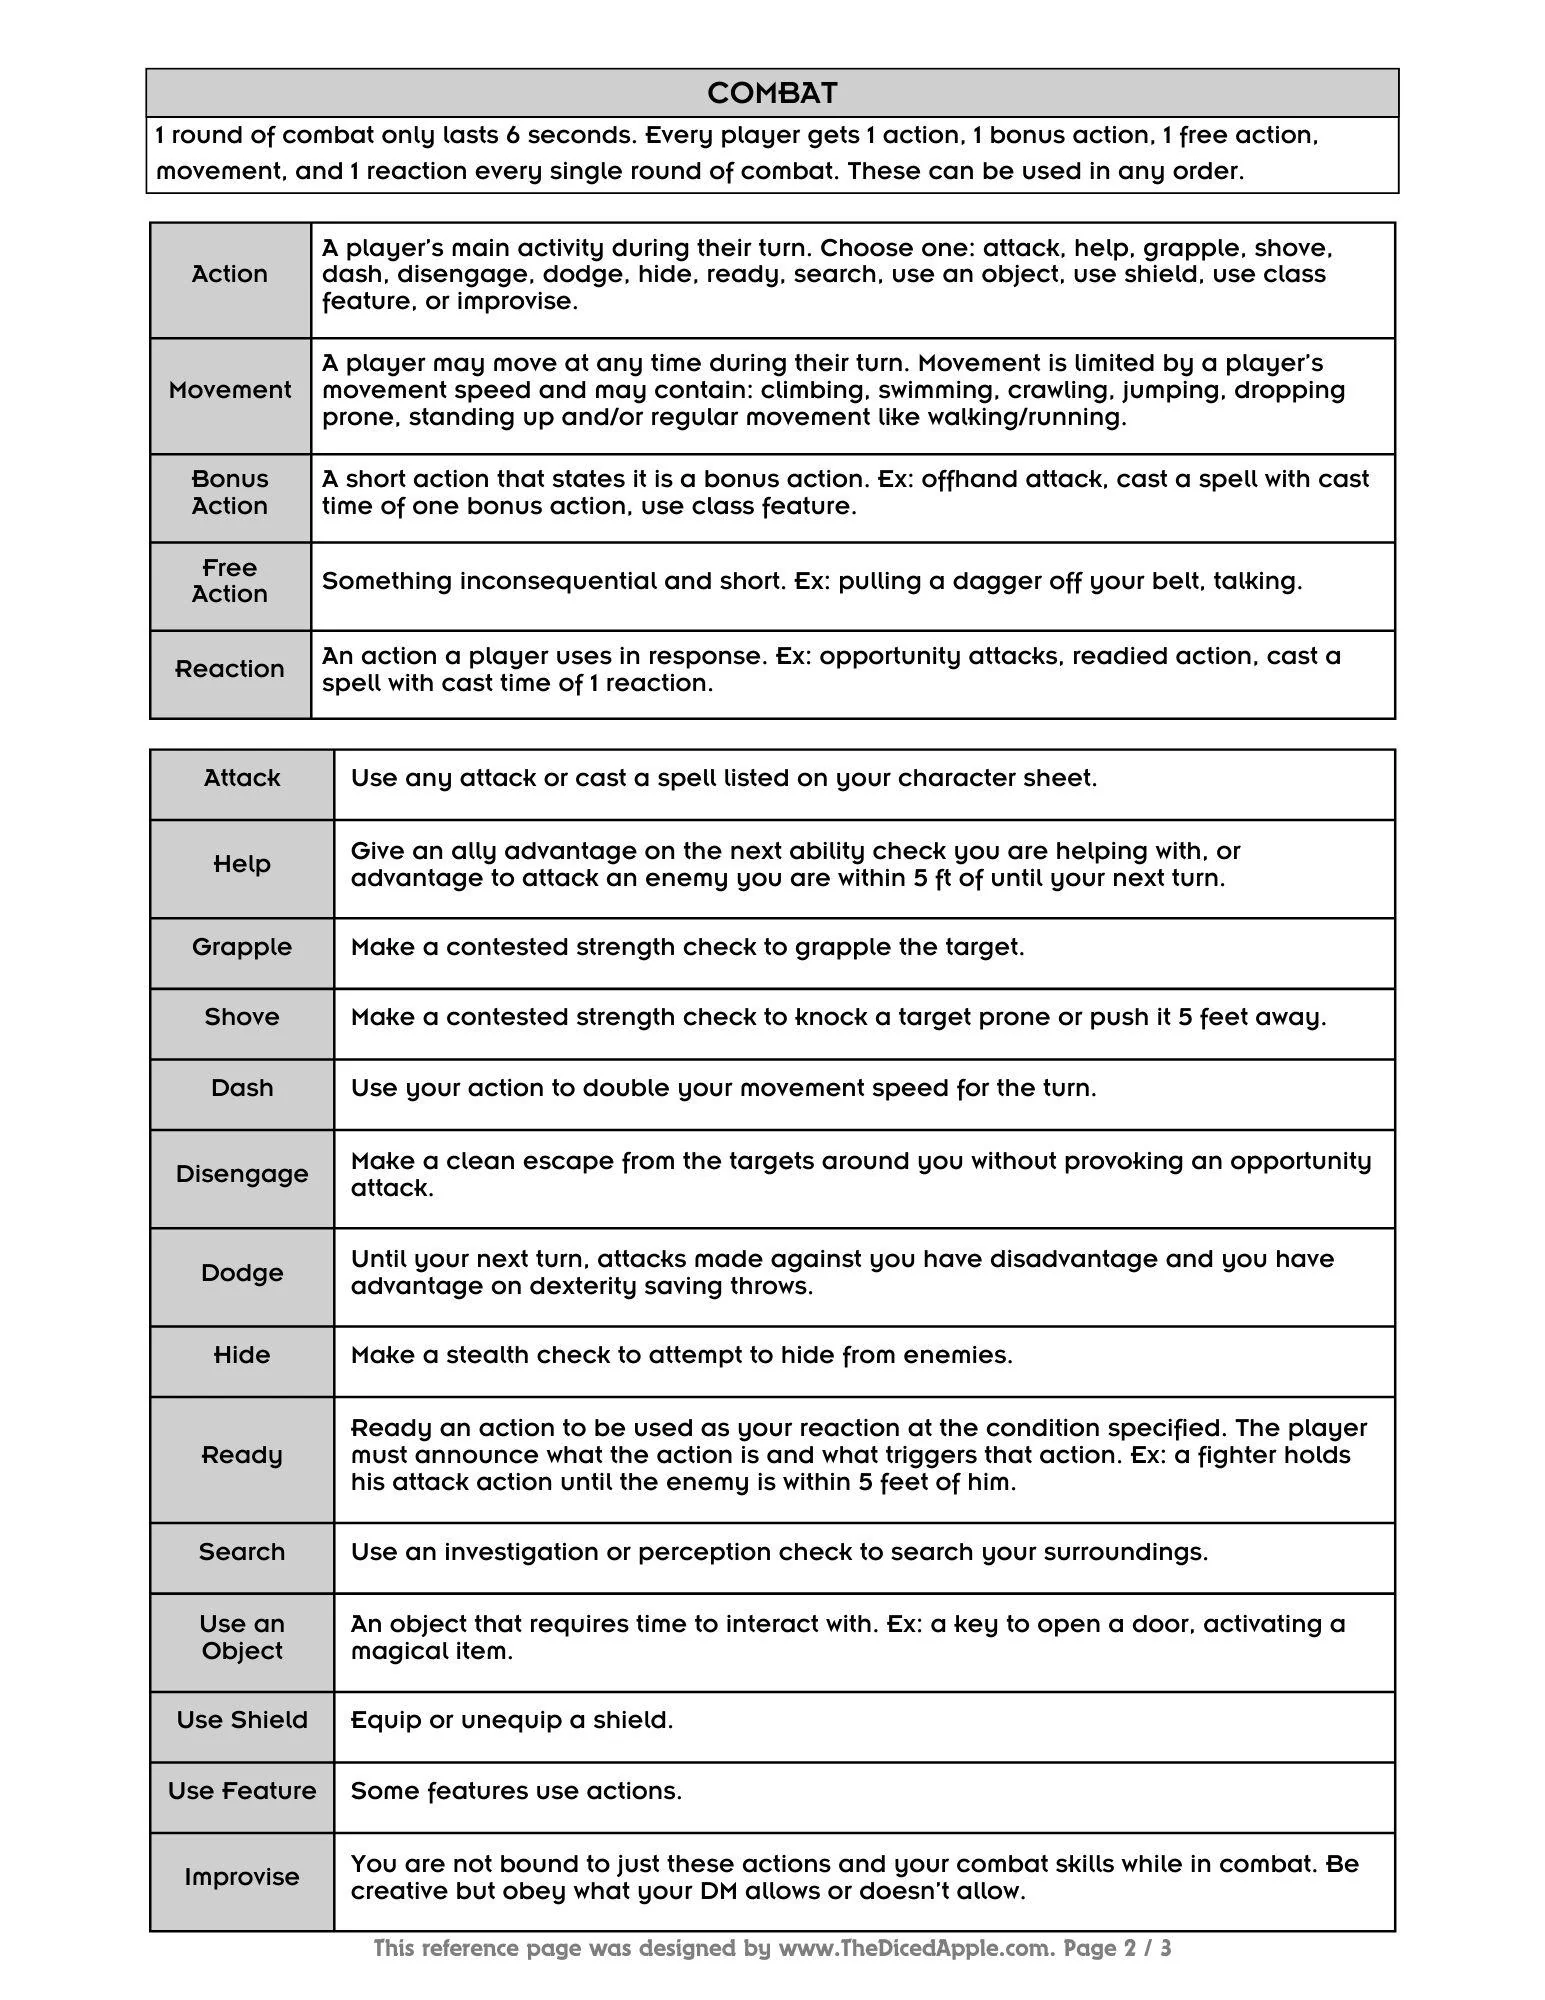 COMBAT
1 round of combat only lasts 6 seconds. Every player gets 1 action, 1 bonus action, 1 free action,
movement, and 1 reaction every single round of combat. These can be used in any order.
Action
A player's main activity during their turn. Choose one: attack, help, grapple, shove,
dash, disengage, dodge, hide, ready, search, use an object, use shield, use class
feature, or improvise.
Movement
A player may move at any time during their turn. Movement is limited by a player's
movement speed and may contain: climbing, swimming, crawling, jumping, dropping
prone, standing up and/or regular movement like walking/running.
Bonus
Action
A short action that states it is a bonus action. Ex: offhand attack, cast a spell with cast
time of one bonus action, use class feature.
Free
Action
Something inconsequential and short. Ex: pulling a dagger off your belt, talking.
Reaction
An action a player uses in response. Ex: opportunity attacks, readied action, cast a
spell with cast time of 1 reaction.
Attack
Use any attack or cast a spell listed on your character sheet.
Help
Give an ally advantage on the next ability check you are helping with, or
advantage to attack an enemy you are within 5 ft of until your next turn.
Grapple
Make a contested strength check to grapple the target.
Shove
Make a contested strength check to knock a target prone or push it 5 feet away.
Dash
Use your action to double your movement speed for the turn.
Disengage
Make a clean escape from the targets around you without provoking an opportunity
attack.
Dodge
Until your next turn, attacks made against you have disadvantage and you have
advantage on dexterity saving throws.
Hide
Make a stealth check to attempt to hide from enemies.
Ready
Ready an action to be used as your reaction at the condition specified. The player
must announce what the action is and what triggers that action. Ex: a fighter holds
his attack action until the enemy is within 5 feet of him.
Search
Use an investigation or perception check to search your surroundings.
Use an
Object
An object that requires time to interact with. Ex: a key to open a door, activating a
magical item.
Use Shield
Equip or unequip a shield.
Use Feature
Some features use actions.
Improvise
You are not bound to just these actions and your combat skills while in combat. Be
creative but obey what your DM allows or doesn't allow.
This reference page was designed by www.TheDicedApple.com. Page 2 / 3